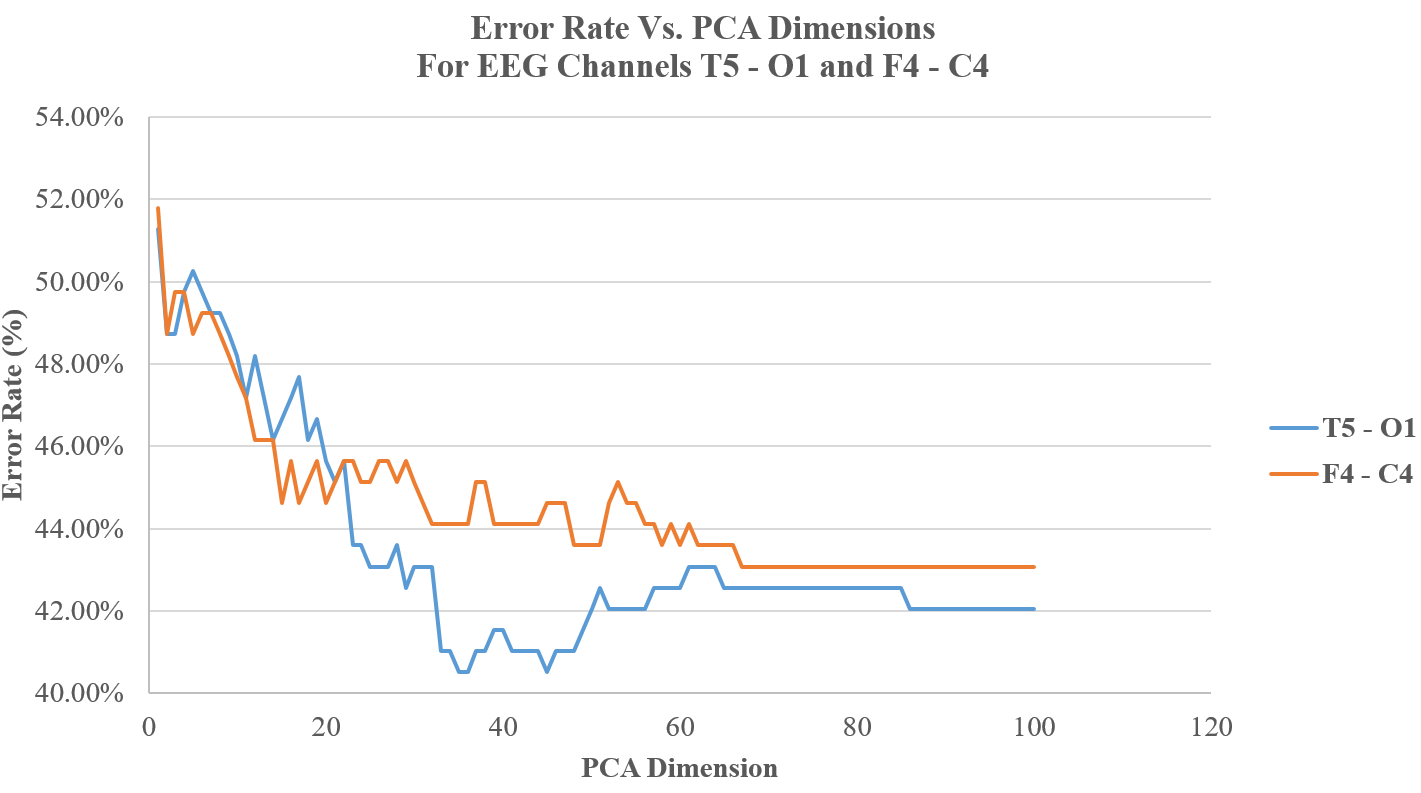 Error Rate Vs. PCA Dimensions
For EEG Channels T5 - O1 and F4 - C4
54.00%
52.00%
50.00%
48.00%
46.00%
44.00%
42.00%
40.00%
Error Rate (%)
0 20 40 60 80 100 120
PCA Dimension
T5 - O1
F4 - C4